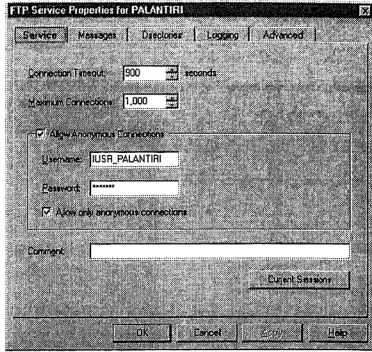 FTP Service Properties for PALANTIRI
Service Messages Directories Logging Advanced
Connection Timeout: 900 seconds
Maximum Connections: 1,000
Allow Anonymous Connections
Username: IUSR_PALANTIRI
Password: *******
Allow only anonymous connections
Comment:
Current Sessions
OK Cancel Apply Help